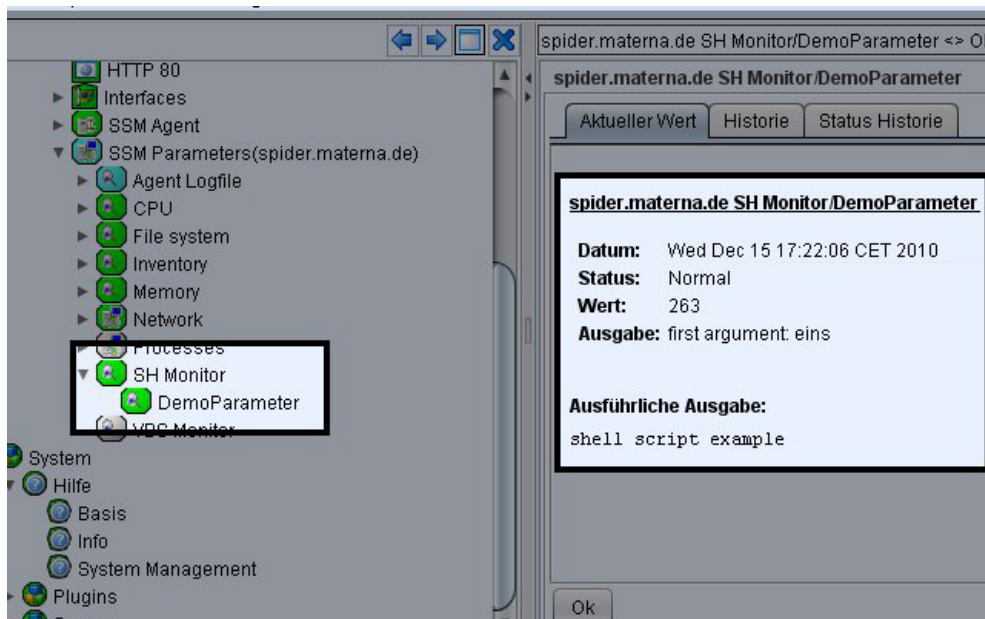 HTTP 80
Interfaces
SSM Agent
SSM Parameters(spider.materna.de)
Agent Logfile
CPU
File system
Inventory
Memory
Network
Processes
SH Monitor
DemoParameter
VBS Monitor
System
Hilfe
Basis
Info
System Management
Plugins
spider.materna.de SH Monitor/DemoParameter <>
spider.materna.de SH Monitor/DemoParameter
Aktueller Wert Historie Status Historie
spider.materna.de SH Monitor/DemoParameter
Datum: Wed Dec 15 17:22:06 CET 2010
Status: Normal
Wert: 263
Ausgabe: first argument: eins
Ausführliche Ausgabe:
shell script example
Ok